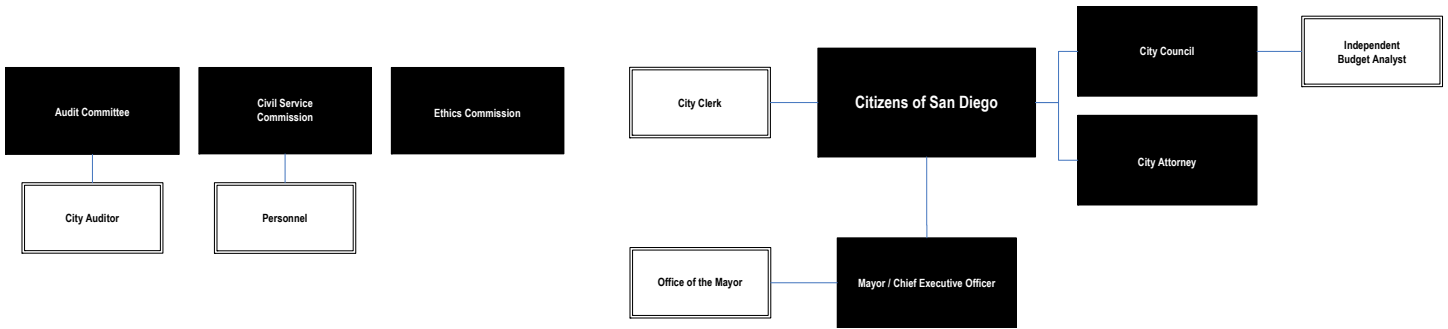 City Council
Independent
Budget Analyst
City Clerk
Citizens of San Diego
Audit Committee
Civil Service
Commission
Ethics Commission
City Attorney
City Auditor
Personnel
Office of the Mayor
Mayor / Chief Executive Officer